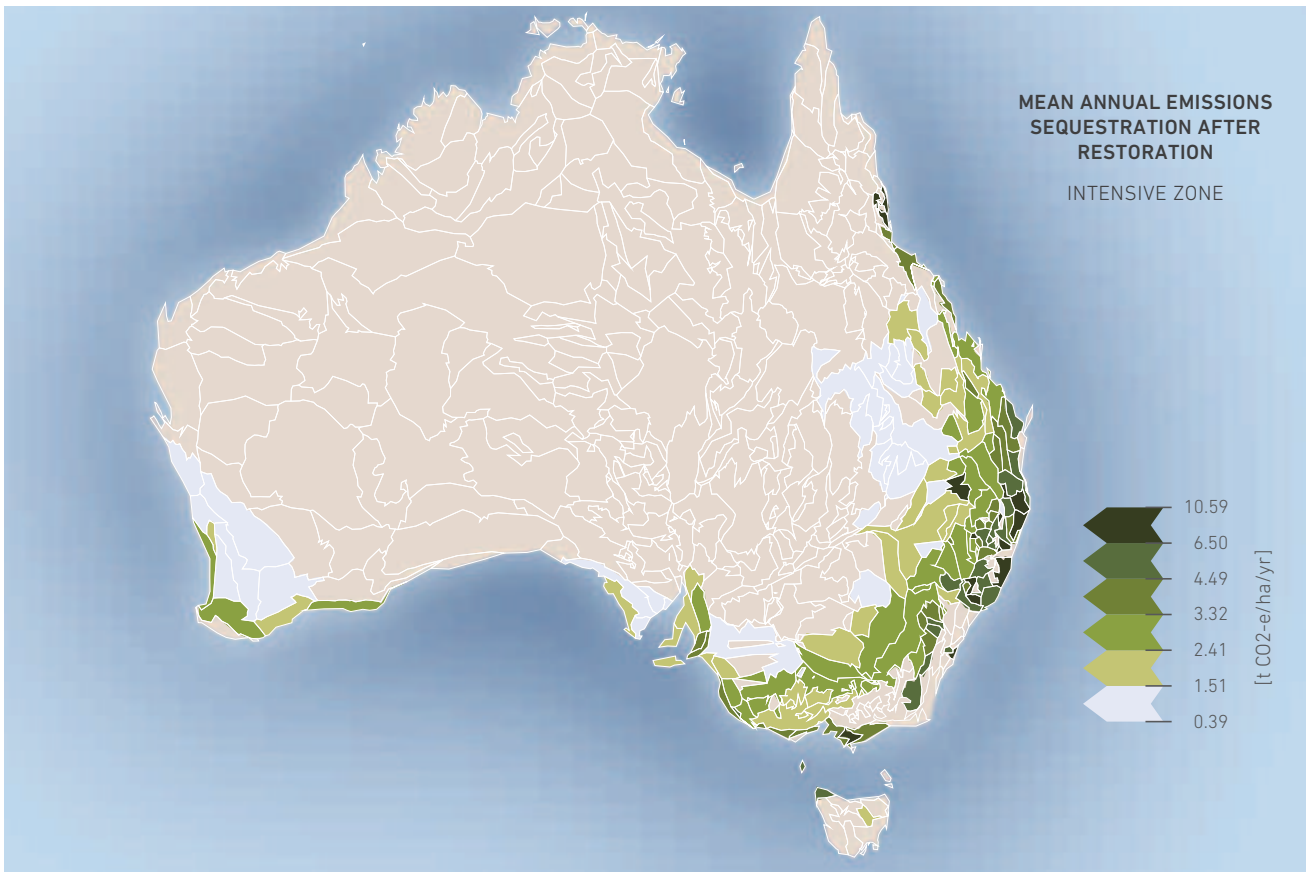 MEAN ANNUAL EMISSIONS
SEQUESTRATION AFTER
RESTORATION
INTENSIVE ZONE
10.59
6.50
4.49
3.32
2.41
1.51
0.39
[t CO2-e/ha/yr]